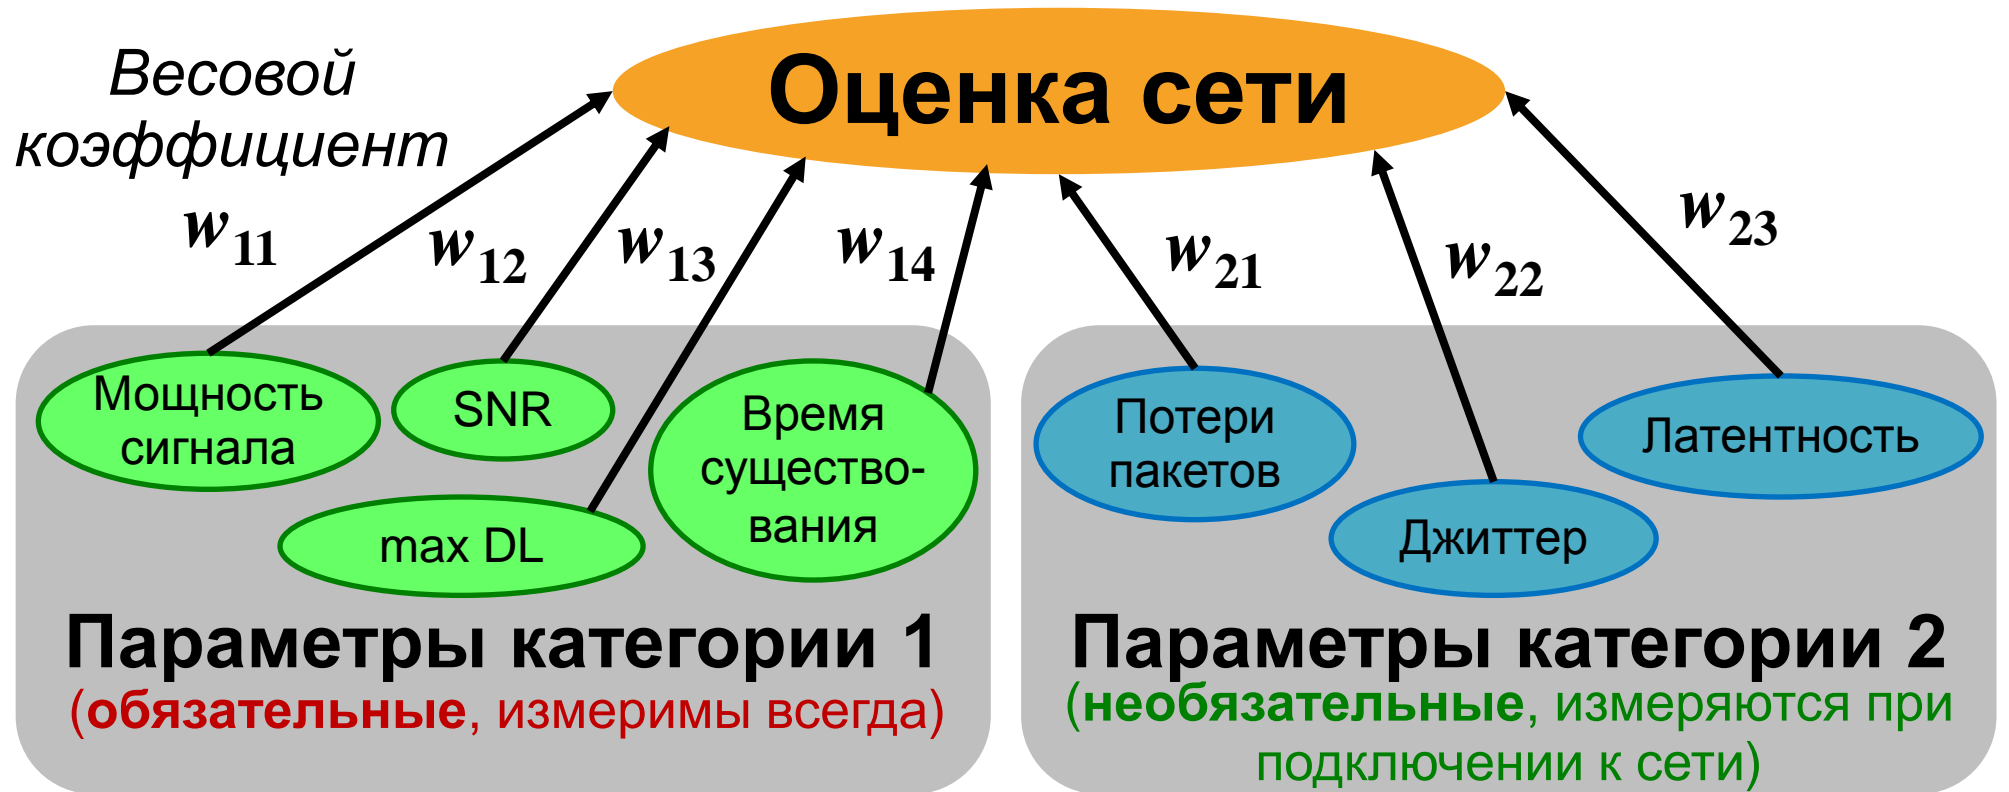 Весовой
коэффициент
Оценка сети
w11
w12
w13
w14
w21
w22
w23
Мощность
сигнала
SNR
max DL
Время
существо-
вания
Потери
пакетов
Джиттер
Латентность
Параметры категории 1
(обязательные, измеримы всегда)
Параметры категории 2
(необязательные, измеряются при
подключении к сети)